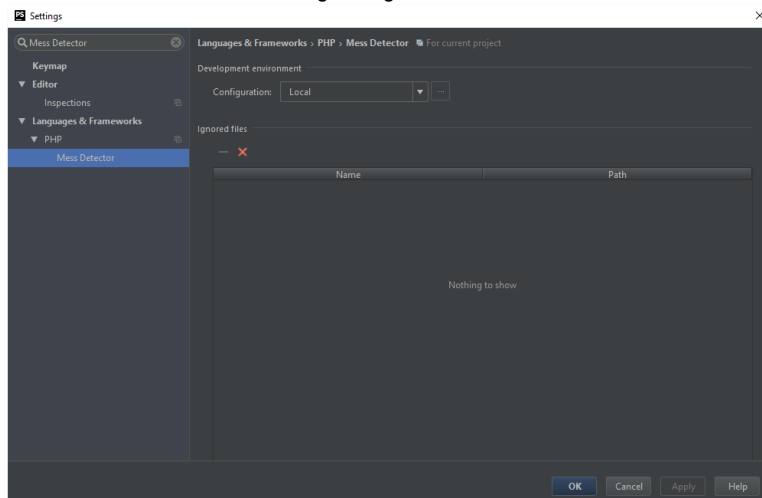 PS Settings
Mess Detector
Keymap
Editor
Inspections
Languages & Frameworks
PHP
Mess Detector
Languages & Frameworks › PHP › Mess Detector For current project
Development environment
Configuration: Local ...
Ignored files
Name Path
Nothing to show
OK Cancel Apply Help